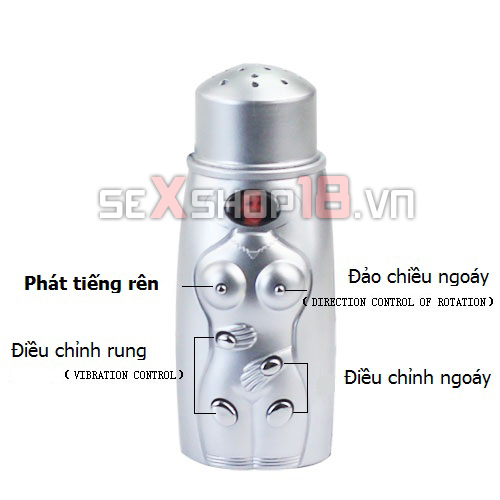 SEXSHOP18.VN
Phát tiếng rên
Đảo chiều ngoáy
( DIRECTION CONTROL OF ROTATION )
Điều chỉnh rung
( VIBRATION CONTROL )
Điều chỉnh ngoáy